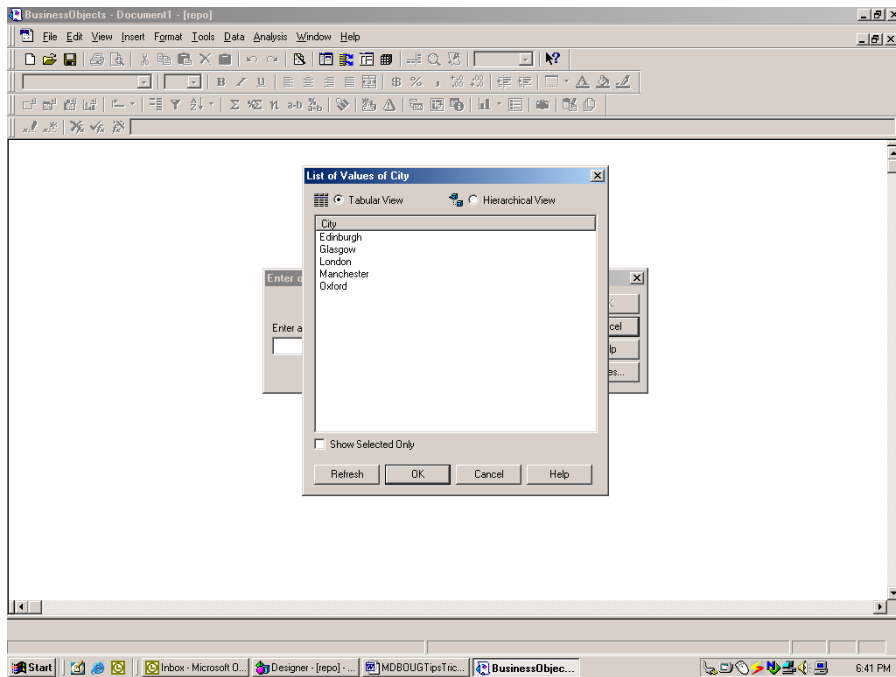 BusinessObjects - Document1 - [repo]
File Edit View Insert Format Tools Data Analysis Window Help
B Z U $ % ,
List of Values of City
Tabular View Hierarchical View
City
Edinburgh
Glasgow
London
Manchester
Oxford
Enter
Enter a
cel
lp
es...
Show Selected Only
Refresh OK Cancel Help
Start Inbox - Microsoft O... Designer - [repo] -... MDBOUGTipsTric... BusinessObjec... 6:41 PM